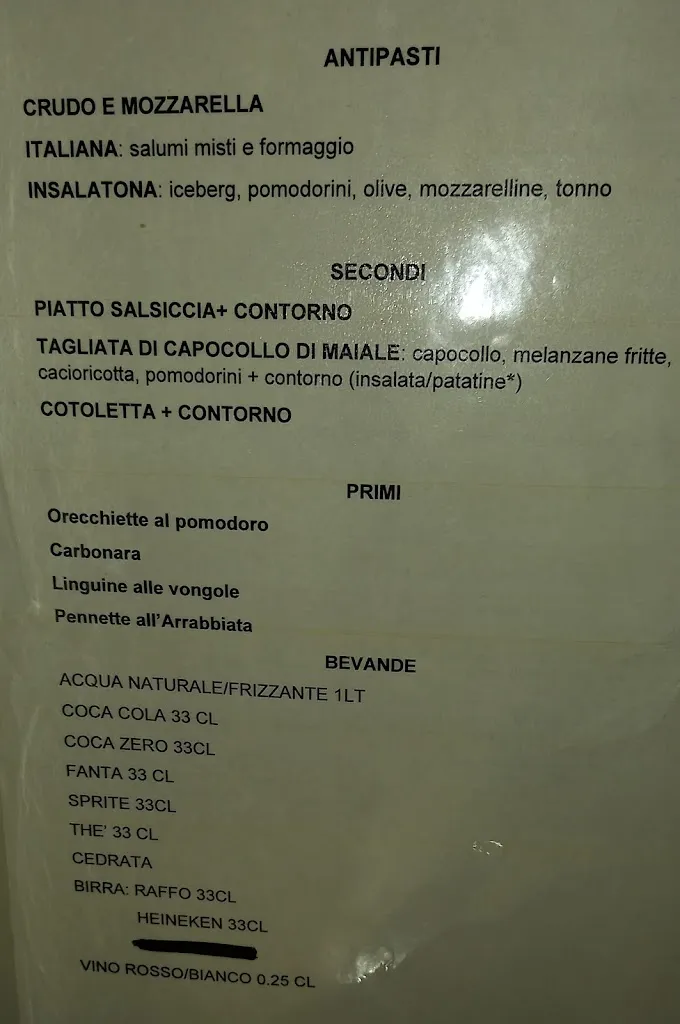 ANTIPASTI
CRUDO E MOZZARELLA
ITALIANA: salumi misti e formaggio
INSALATONA: iceberg, pomodorini, olive, mozzarelline, tonno
SECONDI
PIATTO SALSICCIA+ CONTORNO
TAGLIATA DI CAPOCOLLO DI MAIALE: capocollo, melanzane fritte,
cacioricotta, pomodorini + contorno (insalata/patatine*)
COTOLETTA + CONTORNO
PRIMI
Orecchiette al pomodoro
Carbonara
Linguine alle vongole
Pennette all'Arrabbiata
BEVANDE
ACQUA NATURALE/FRIZZANTE 1LT
COCA COLA 33 CL
COCA ZERO 33CL
FANTA 33 CL
SPRITE 33CL
THE' 33 CL
CEDRATA
BIRRA: RAFFO 33CL
HEINEKEN 33CL
VINO ROSSO/BIANCO 0.25 CL